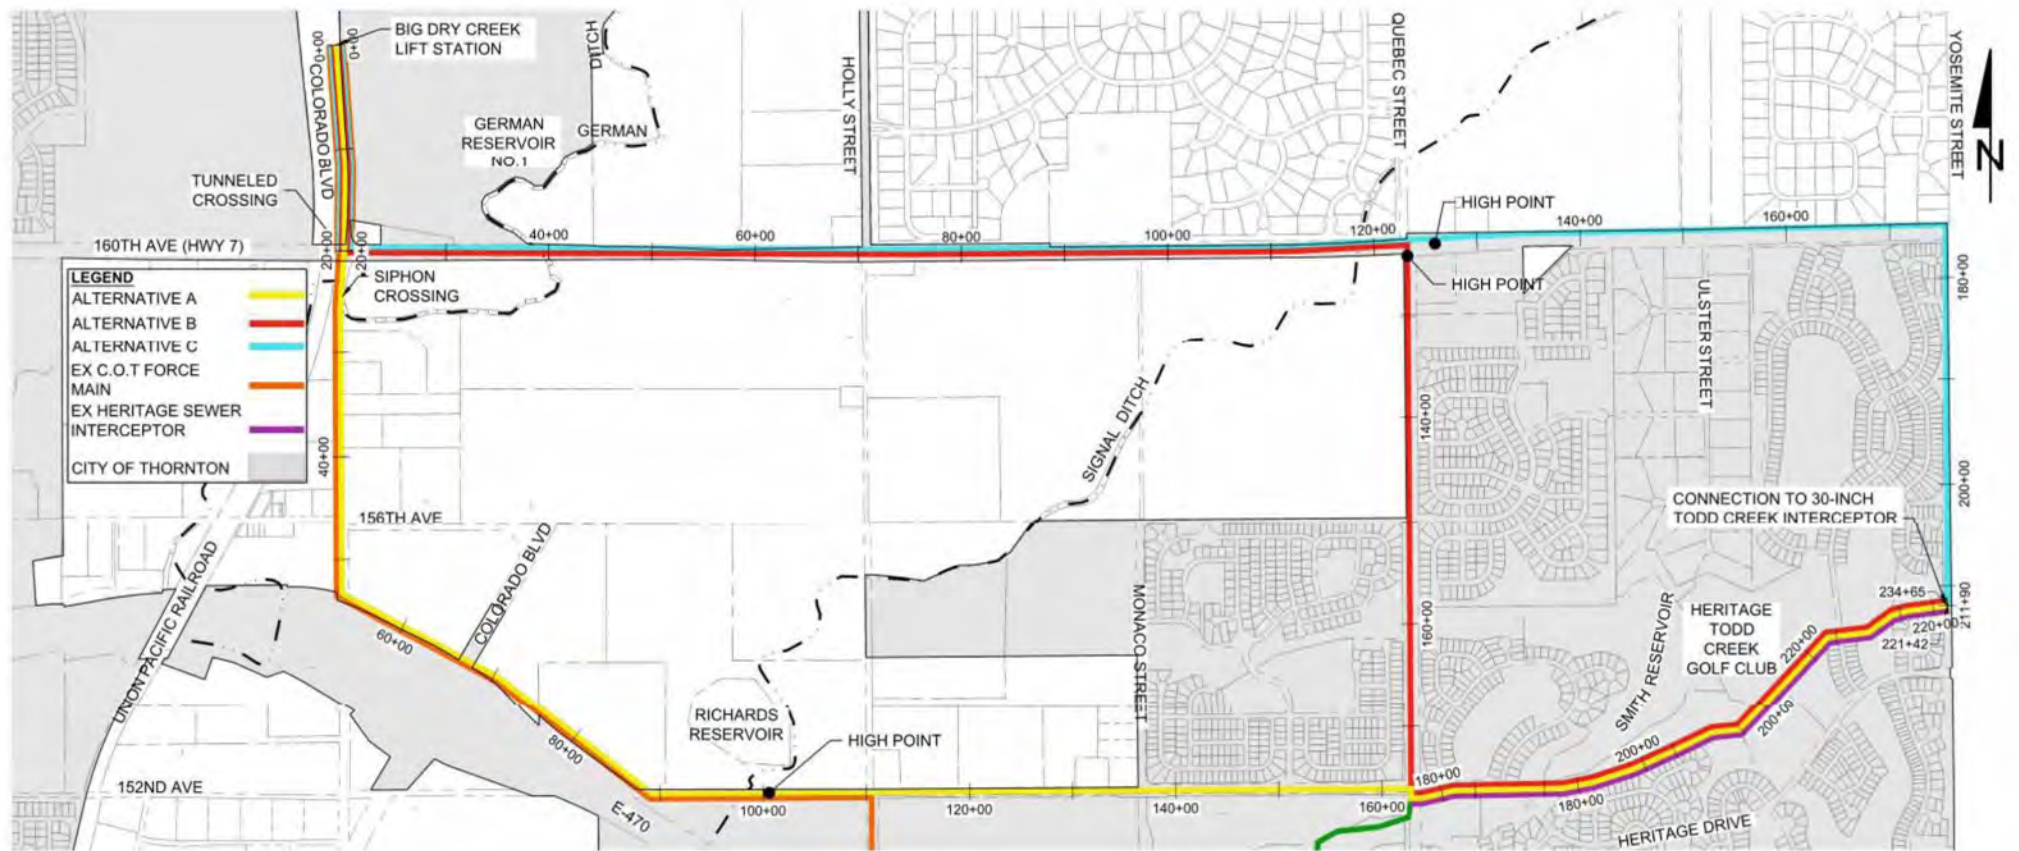 BIG DRY CREEK
LIFT STATION
0+00
0+00
COLORADO BLVD
DITCH
GERMAN
RESERVOIR
NO.1
GERMAN
HOLLY STREET
QUEBEC STREET
YOSEMITE STREET
N
TUNNELED
CROSSING
HIGH POINT
160TH AVE (HWY 7)
20+00
20+00
40+00
60+00
80+00
100+00
120+00
140+00
160+00
HIGH POINT
180+00
SIPHON
CROSSING
LEGEND
ALTERNATIVE A
ALTERNATIVE B
ALTERNATIVE C
EX C.O.T FORCE
MAIN
EX HERITAGE SEWER
INTERCEPTOR
CITY OF THORNTON
ULSTER STREET
SIGNAL DITCH
140+00
40+00
200+00
CONNECTION TO 30-INCH
TODD CREEK INTERCEPTOR
156TH AVE
COLORADO BLVD
UNION PACIFIC RAILROAD
MONACO STREET
160+00
SMITH RESERVOIR
HERITAGE
TODD
CREEK
GOLF CLUB
234+65
211+90
220+00
221+42
220+00
60+00
RICHARDS
RESERVOIR
HIGH POINT
80+00
200+00
200+00
152ND AVE
E-470
100+00
120+00
140+00
160+00
180+00
180+00
HERITAGE DRIVE